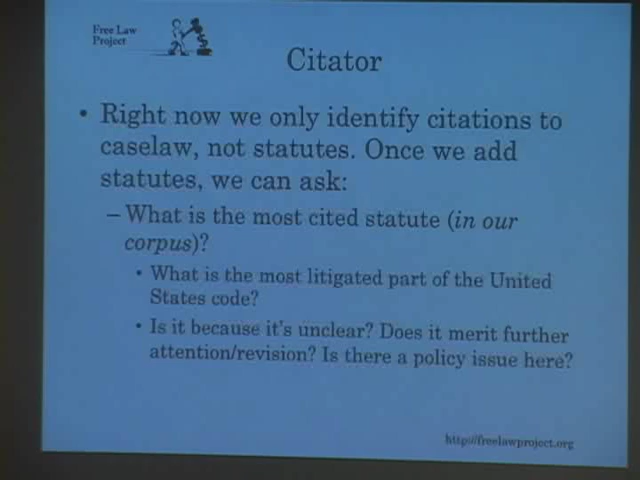 Free Law
Project
Citator
• Right now we only identify citations to
caselaw, not statutes. Once we add
statutes, we can ask:
– What is the most cited statute (in our
corpus)?
• What is the most litigated part of the United
States code?
• Is it because it's unclear? Does it merit further
attention/revision? Is there a policy issue here?
http://freelawproject.org